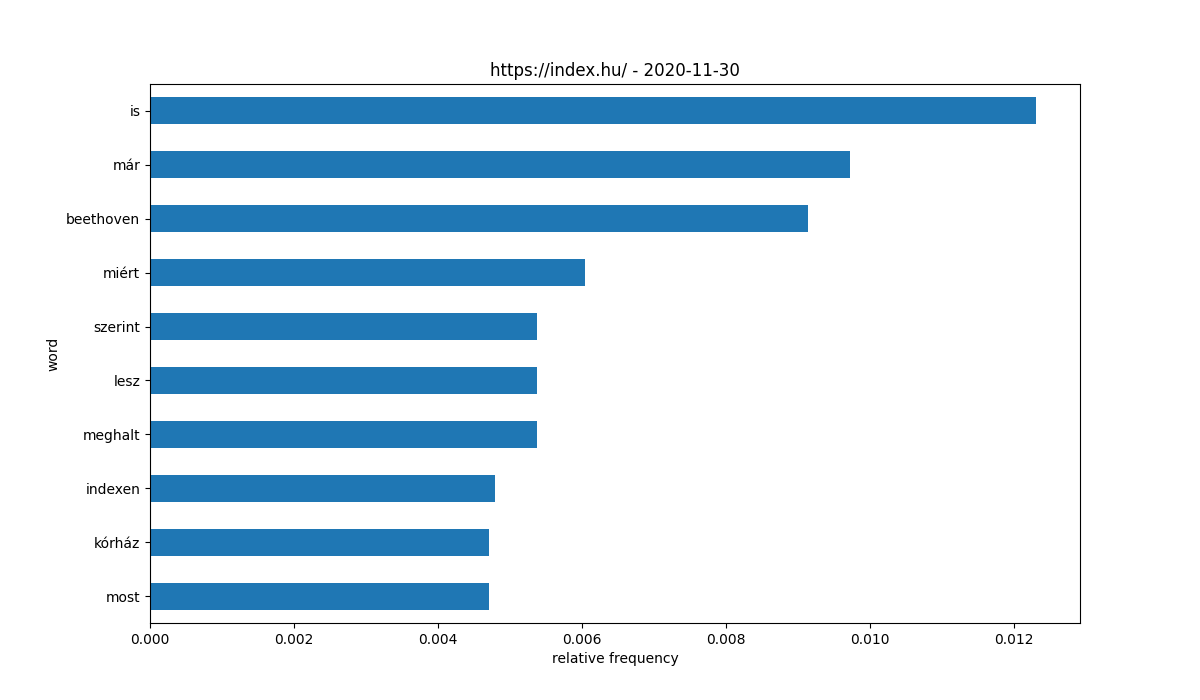 https://index.hu/ - 2020-11-30
is
már
beethoven
miért
szerint
lesz
meghalt
indexen
kórház
most
word
0.000 0.002 0.004 0.006 0.008 0.010 0.012
relative frequency